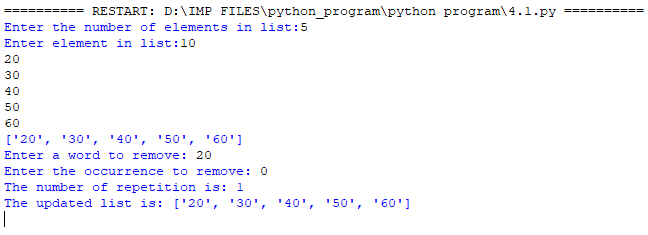 ========== RESTART: D:\IMP FILES\python_program\python program\4.1.py ==========
Enter the number of elements in list:5
Enter element in list:10
20
30
40
50
60
['20', '30', '40', '50', '60']
Enter a word to remove: 20
Enter the occurrence to remove: 0
The number of repetition is: 1
The updated list is: ['20', '30', '40', '50', '60']